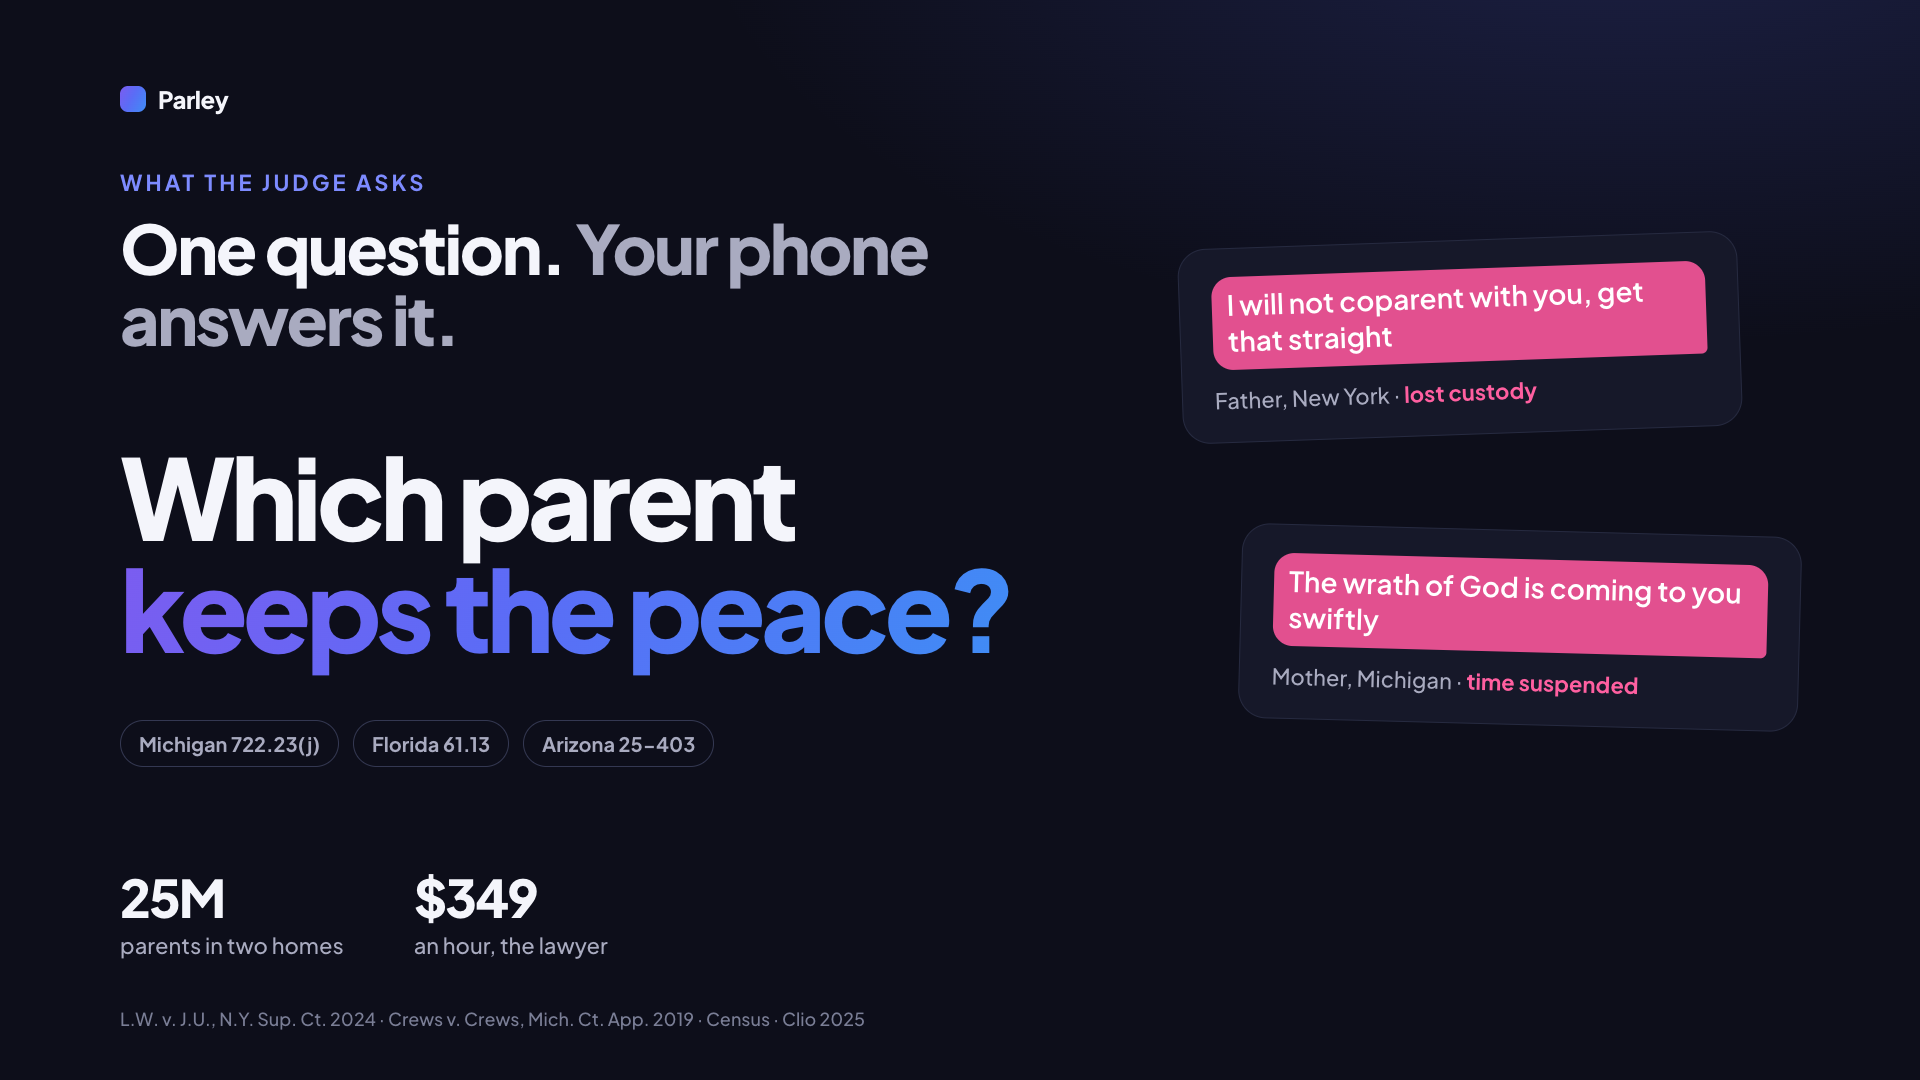 Parley
WHAT THE JUDGE ASKS
One question. Your phone
answers it.
Which parent
keeps the peace?
Michigan 722.23(j)
Florida 61.13
Arizona 25–403
25M
parents in two homes
$349
an hour, the lawyer
L.W. v. J.U., N.Y. Sup. Ct. 2024 · Crews v. Crews, Mich. Ct. App. 2019 · Census · Clio 2025
I will not coparent with you, get
that straight
Father, New York · lost custody
The wrath of God is coming to you
swiftly
Mother, Michigan · time suspended